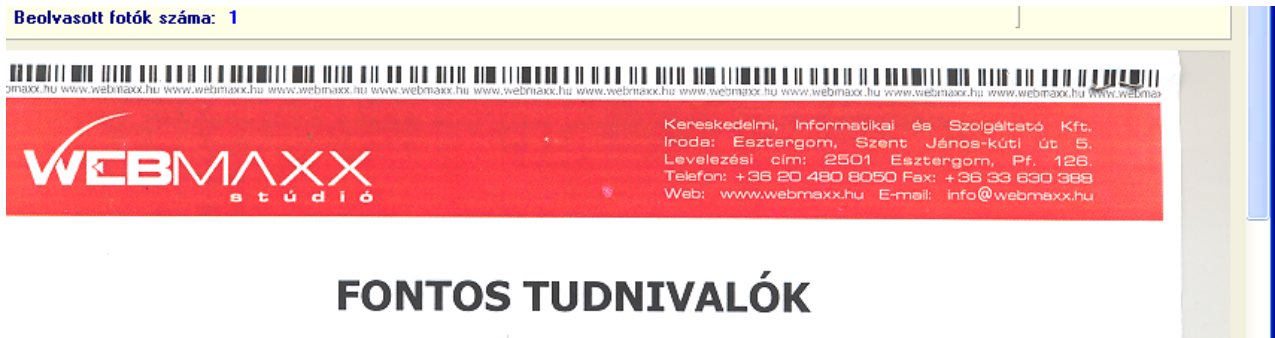 Beolvasott fotók száma: 1
www.webmaxx.hu www.webmaxx.hu www.webmaxx.hu www.webmaxx.hu www.webmaxx.hu www.webmaxx.hu www.webmaxx.hu www.webmaxx.hu www.webmaxx.hu www.webmaxx.hu
WEBMAXX
stúdió
Kereskedelmi, Informatikai és Szolgáltató Kft.
Iroda: Esztergom, Szent János-kúti út 5.
Levelezési cím: 2501 Esztergom, Pf. 126.
Telefon: +36 20 480 8050 Fax: +36 33 630 388
Web: www.webmaxx.hu E-mail: info@webmaxx.hu
FONTOS TUDNIVALÓK